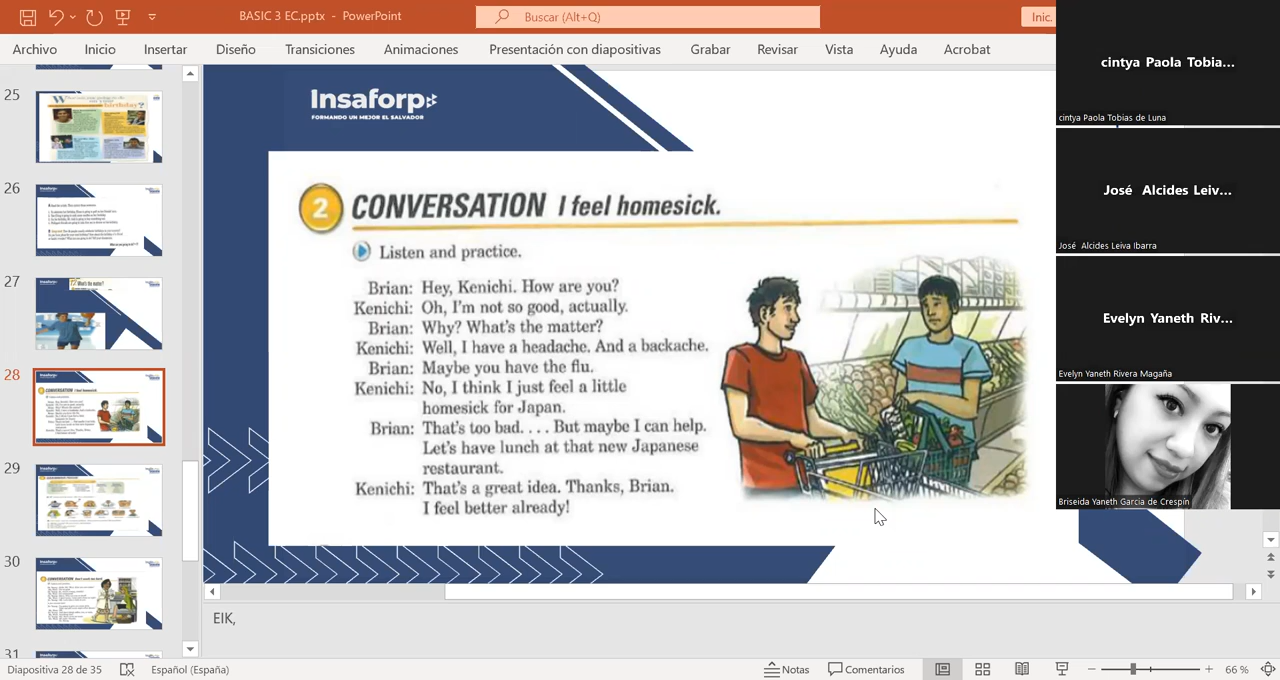 BASIC 3 EC.pptx - PowerPoint
Buscar (Alt+Q)
Inic.
Archivo Inicio Insertar Diseño Transiciones Animaciones Presentación con diapositivas Grabar Revisar Vista Ayuda Acrobat
25
26
27
28
29
30
31
Insaforp
FORMANDO UN MEJOR EL SALVADOR
2 CONVERSATION I feel homesick.
Listen and practice.
Brian: Hey, Kenichi. How are you?
Kenichi: Oh, I'm not so good, actually.
Brian: Why? What's the matter?
Kenichi: Well, I have a headache. And a backache.
Brian: Maybe you have the flu.
Kenichi: No, I think I just feel a little
homesick for Japan.
Brian: That's too bad. . . . But maybe I can help.
Let's have lunch at that new Japanese
restaurant.
Kenichi: That's a great idea. Thanks, Brian.
I feel better already!
cintya Paola Tobia...
cintya Paola Tobias de Luna
José Alcides Leiv...
José Alcides Leiva Ibarra
Evelyn Yaneth Riv...
Evelyn Yaneth Rivera Magaña
Briseida Yaneth Garcia de Crespín
EIK,
Diapositiva 28 de 35 Español (España) Notas Comentarios 66 %